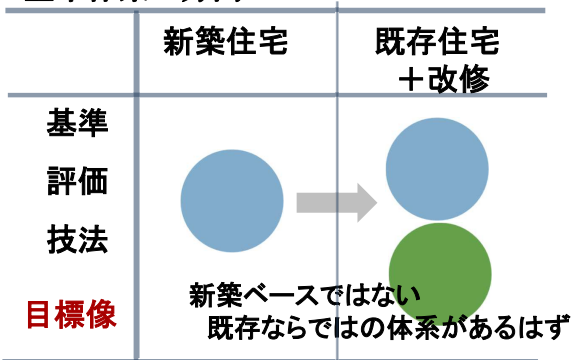 新築住宅
既存住宅
＋改修
基準
評価
技法
目標像
新築ベースではない
既存ならではの体系があるはず